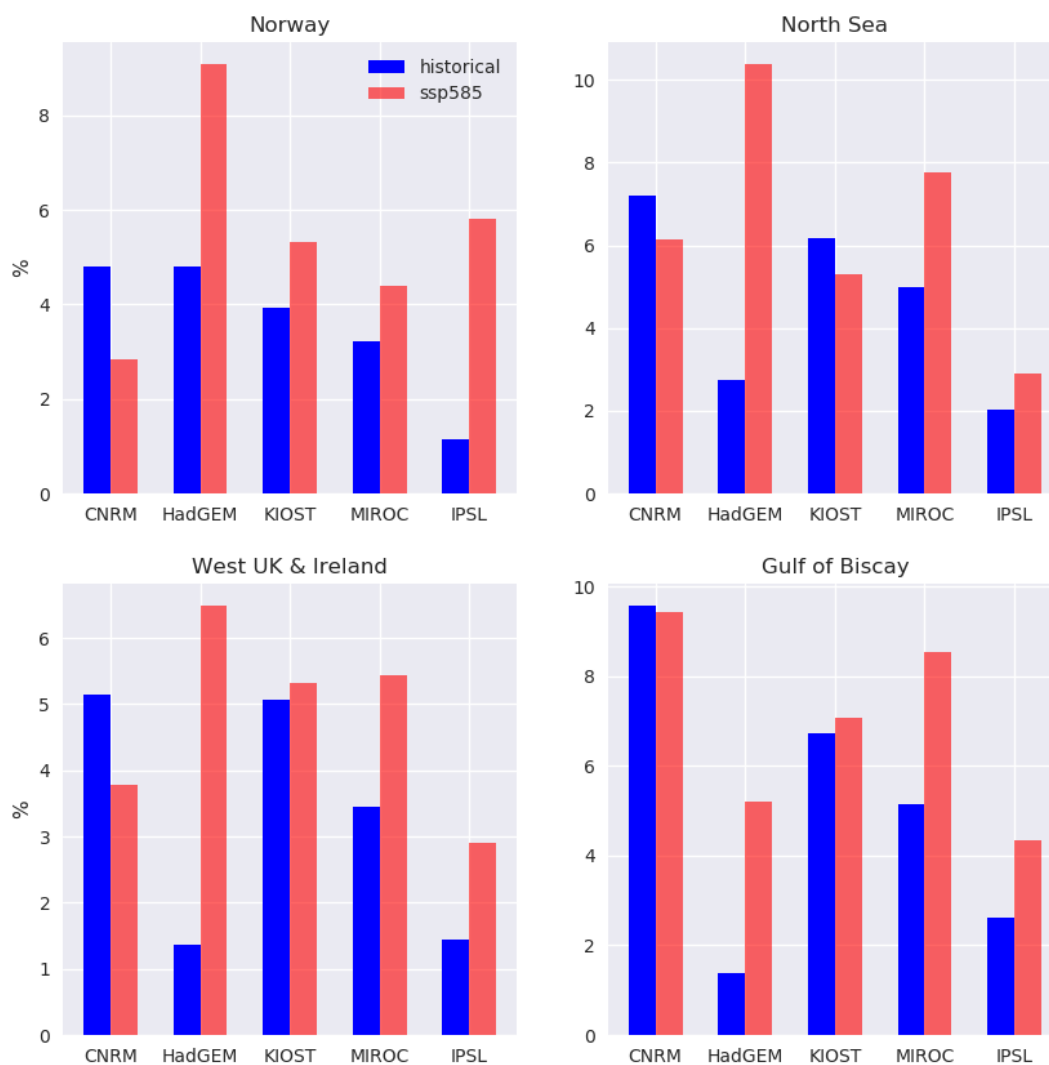 Norway
historical
ssp585
%
8
6
4
2
0
CNRM HadGEM KIOST MIROC IPSL
North Sea
10
8
6
4
2
0
CNRM HadGEM KIOST MIROC IPSL
West UK & Ireland
%
6
5
4
3
2
1
0
CNRM HadGEM KIOST MIROC IPSL
Gulf of Biscay
10
8
6
4
2
0
CNRM HadGEM KIOST MIROC IPSL